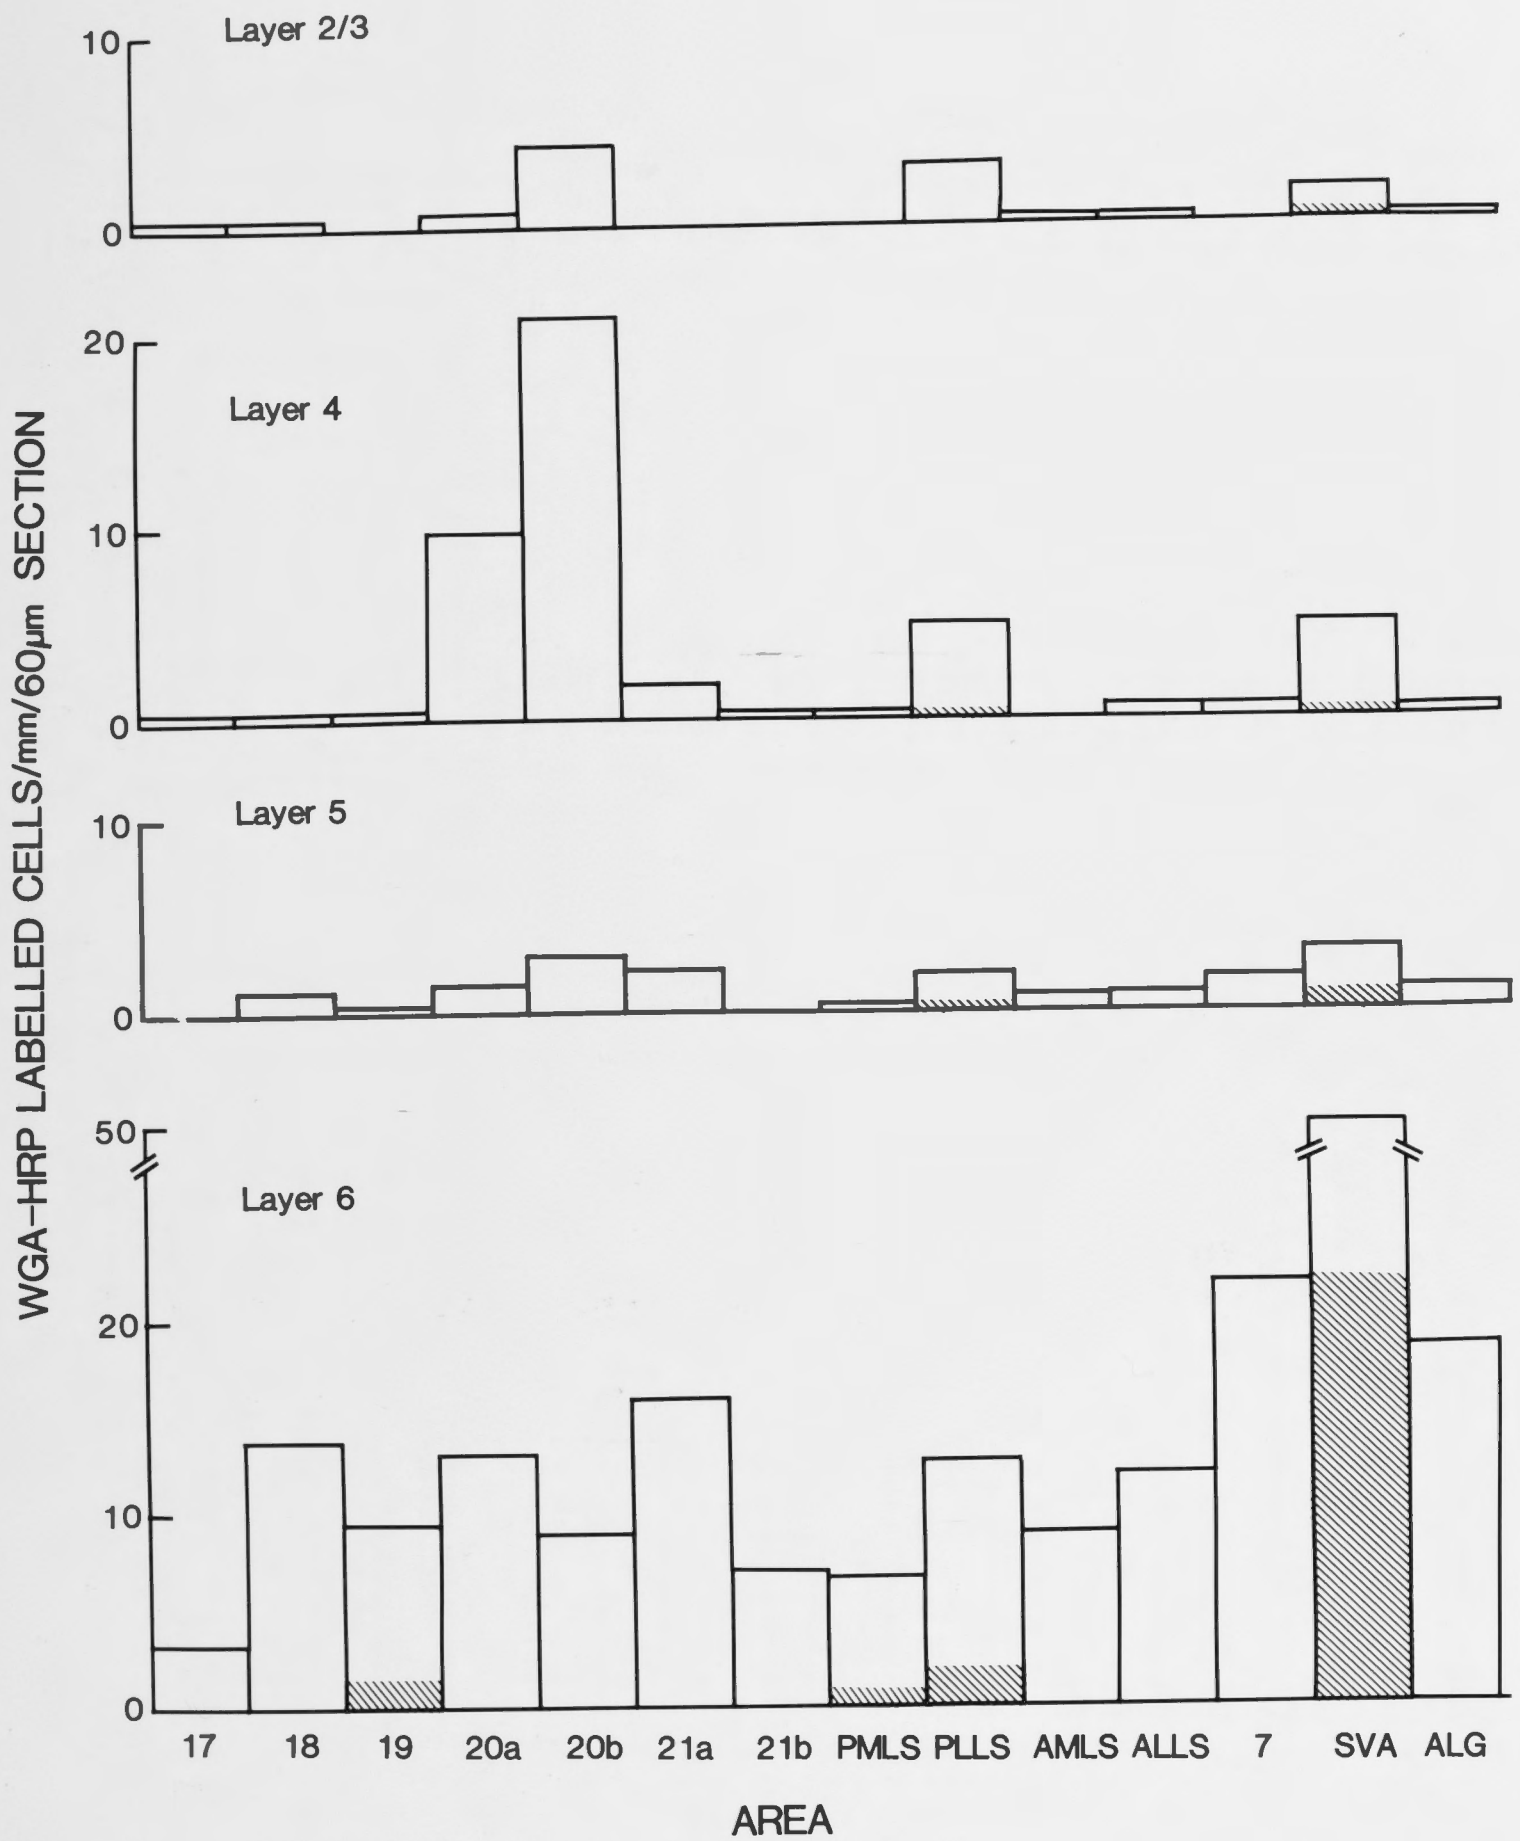 Layer 2/3
10
0
Layer 4
20
10
0
Layer 5
10
0
Layer 6
50
20
10
0
17 18 19 20a 20b 21a 21b PMLS PLLS AMLS ALLS 7 SVA ALG
AREA
WGA-HRP LABELLED CELLS/mm/60µm SECTION